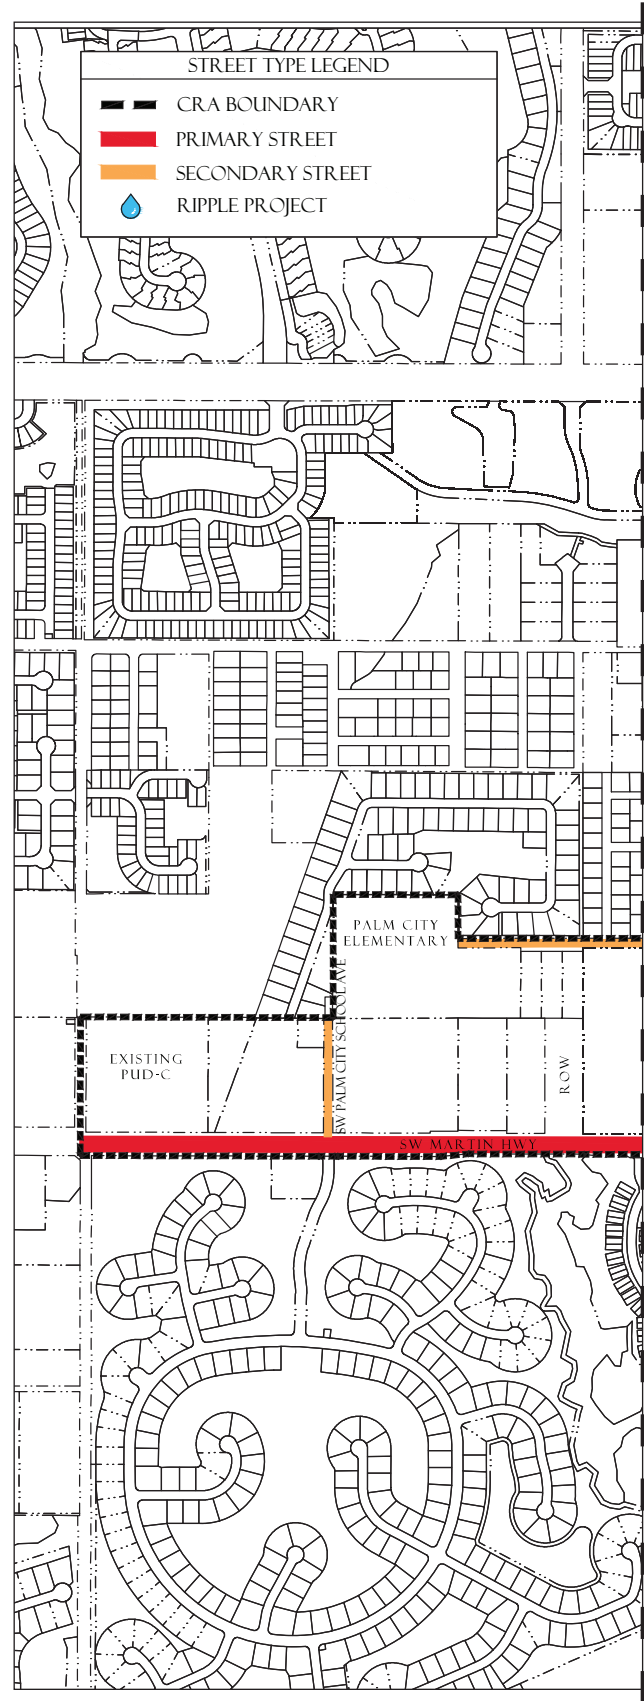 STREET TYPE LEGEND
CRA BOUNDARY
PRIMARY STREET
SECONDARY STREET
RIPPLE PROJECT
PALM CITY
ELEMENTARY
SW PALM CITY SCHOOL AVE
EXISTING
PUD-C
ROW
SW MARTIN HWY